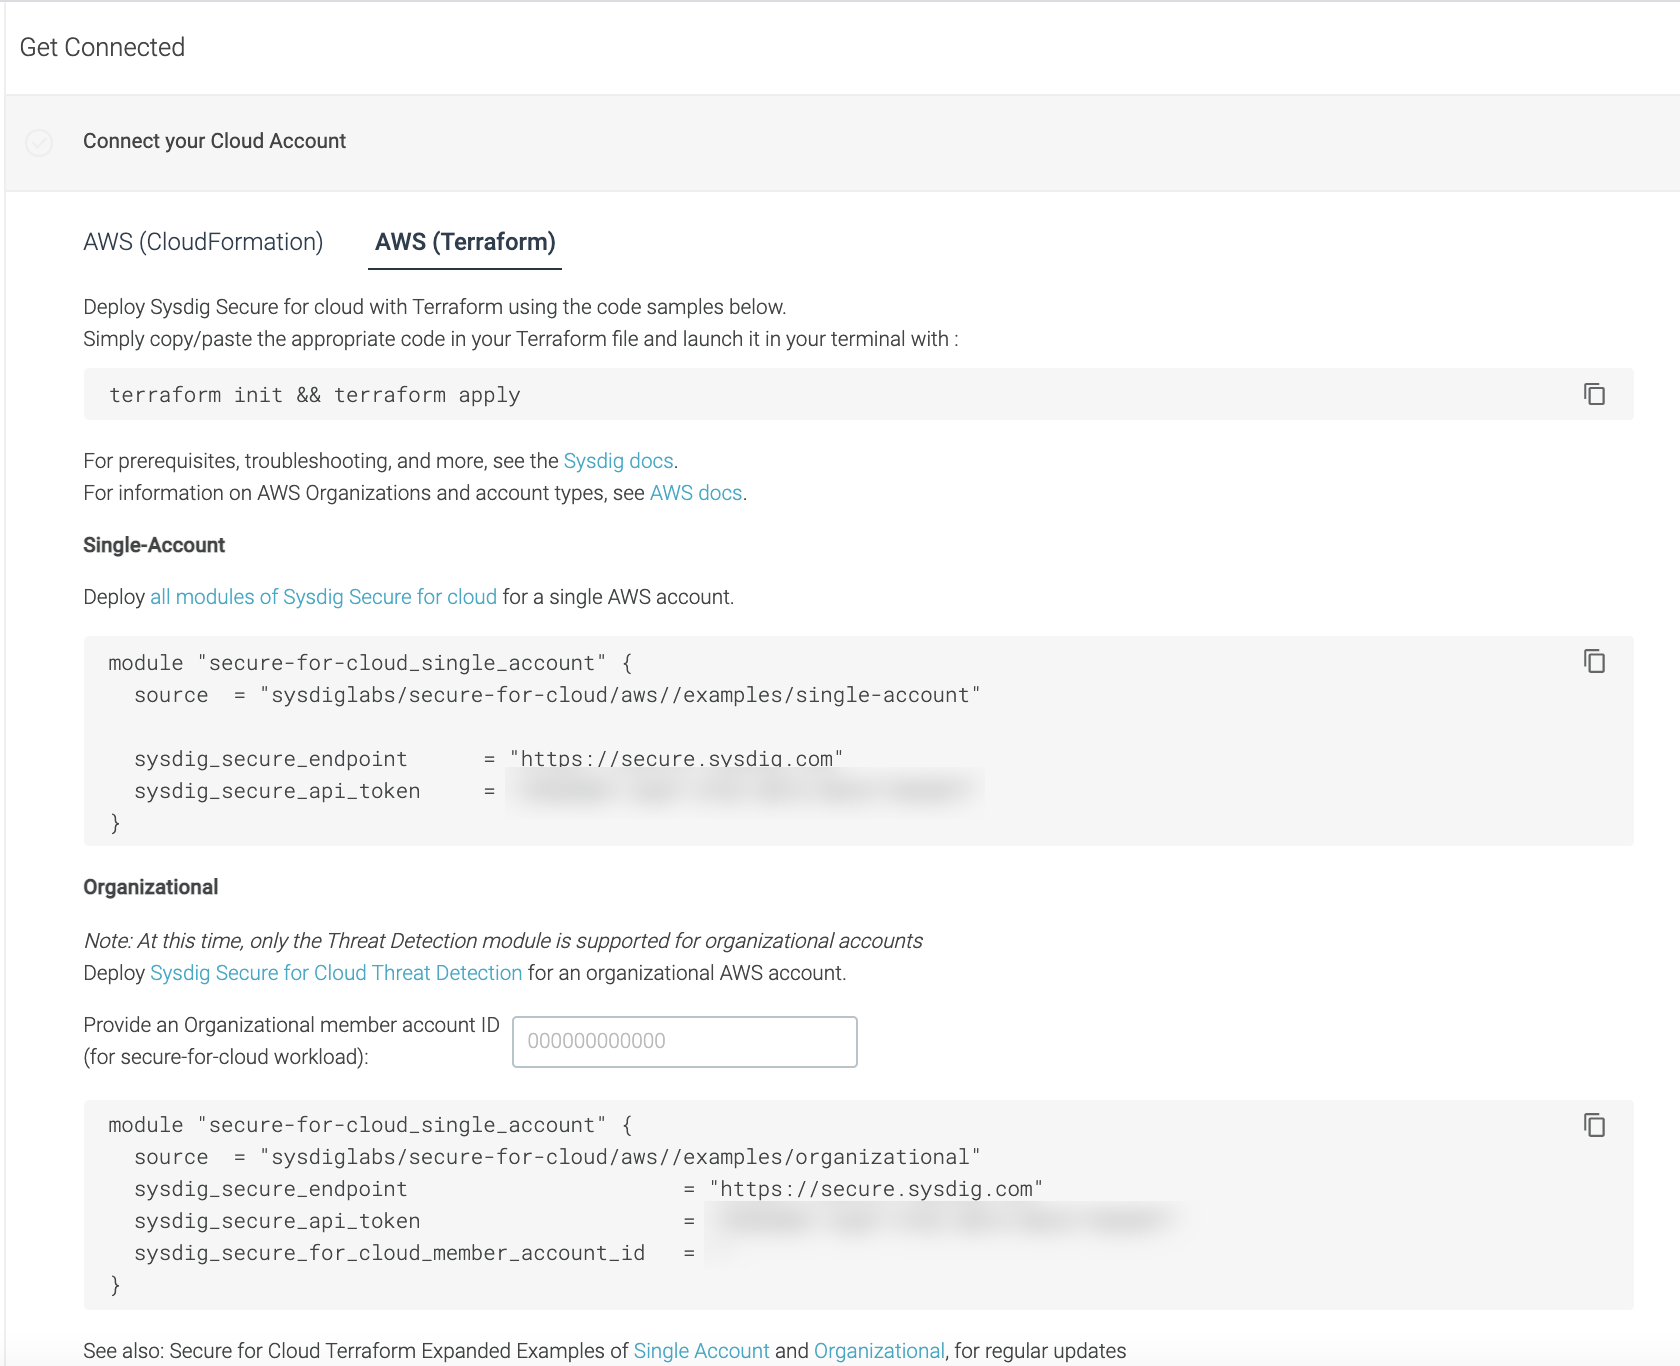 Get Connected
Connect your Cloud Account
AWS (CloudFormation) AWS (Terraform)
Deploy Sysdig Secure for cloud with Terraform using the code samples below.
Simply copy/paste the appropriate code in your Terraform file and launch it in your terminal with :
terraform init && terraform apply
For prerequisites, troubleshooting, and more, see the Sysdig docs.
For information on AWS Organizations and account types, see AWS docs.
Single-Account
Deploy all modules of Sysdig Secure for cloud for a single AWS account.
module "secure-for-cloud_single_account" {
source = "sysdiglabs/secure-for-cloud/aws//examples/single-account"
sysdig_secure_endpoint = "https://secure.sysdig.com"
sysdig_secure_api_token =
}
Organizational
Note: At this time, only the Threat Detection module is supported for organizational accounts
Deploy Sysdig Secure for Cloud Threat Detection for an organizational AWS account.
Provide an Organizational member account ID
(for secure-for-cloud workload):
000000000000
module "secure-for-cloud_single_account" {
source = "sysdiglabs/secure-for-cloud/aws//examples/organizational"
sysdig_secure_endpoint = "https://secure.sysdig.com"
sysdig_secure_api_token =
sysdig_secure_for_cloud_member_account_id =
}
See also: Secure for Cloud Terraform Expanded Examples of Single Account and Organizational, for regular updates